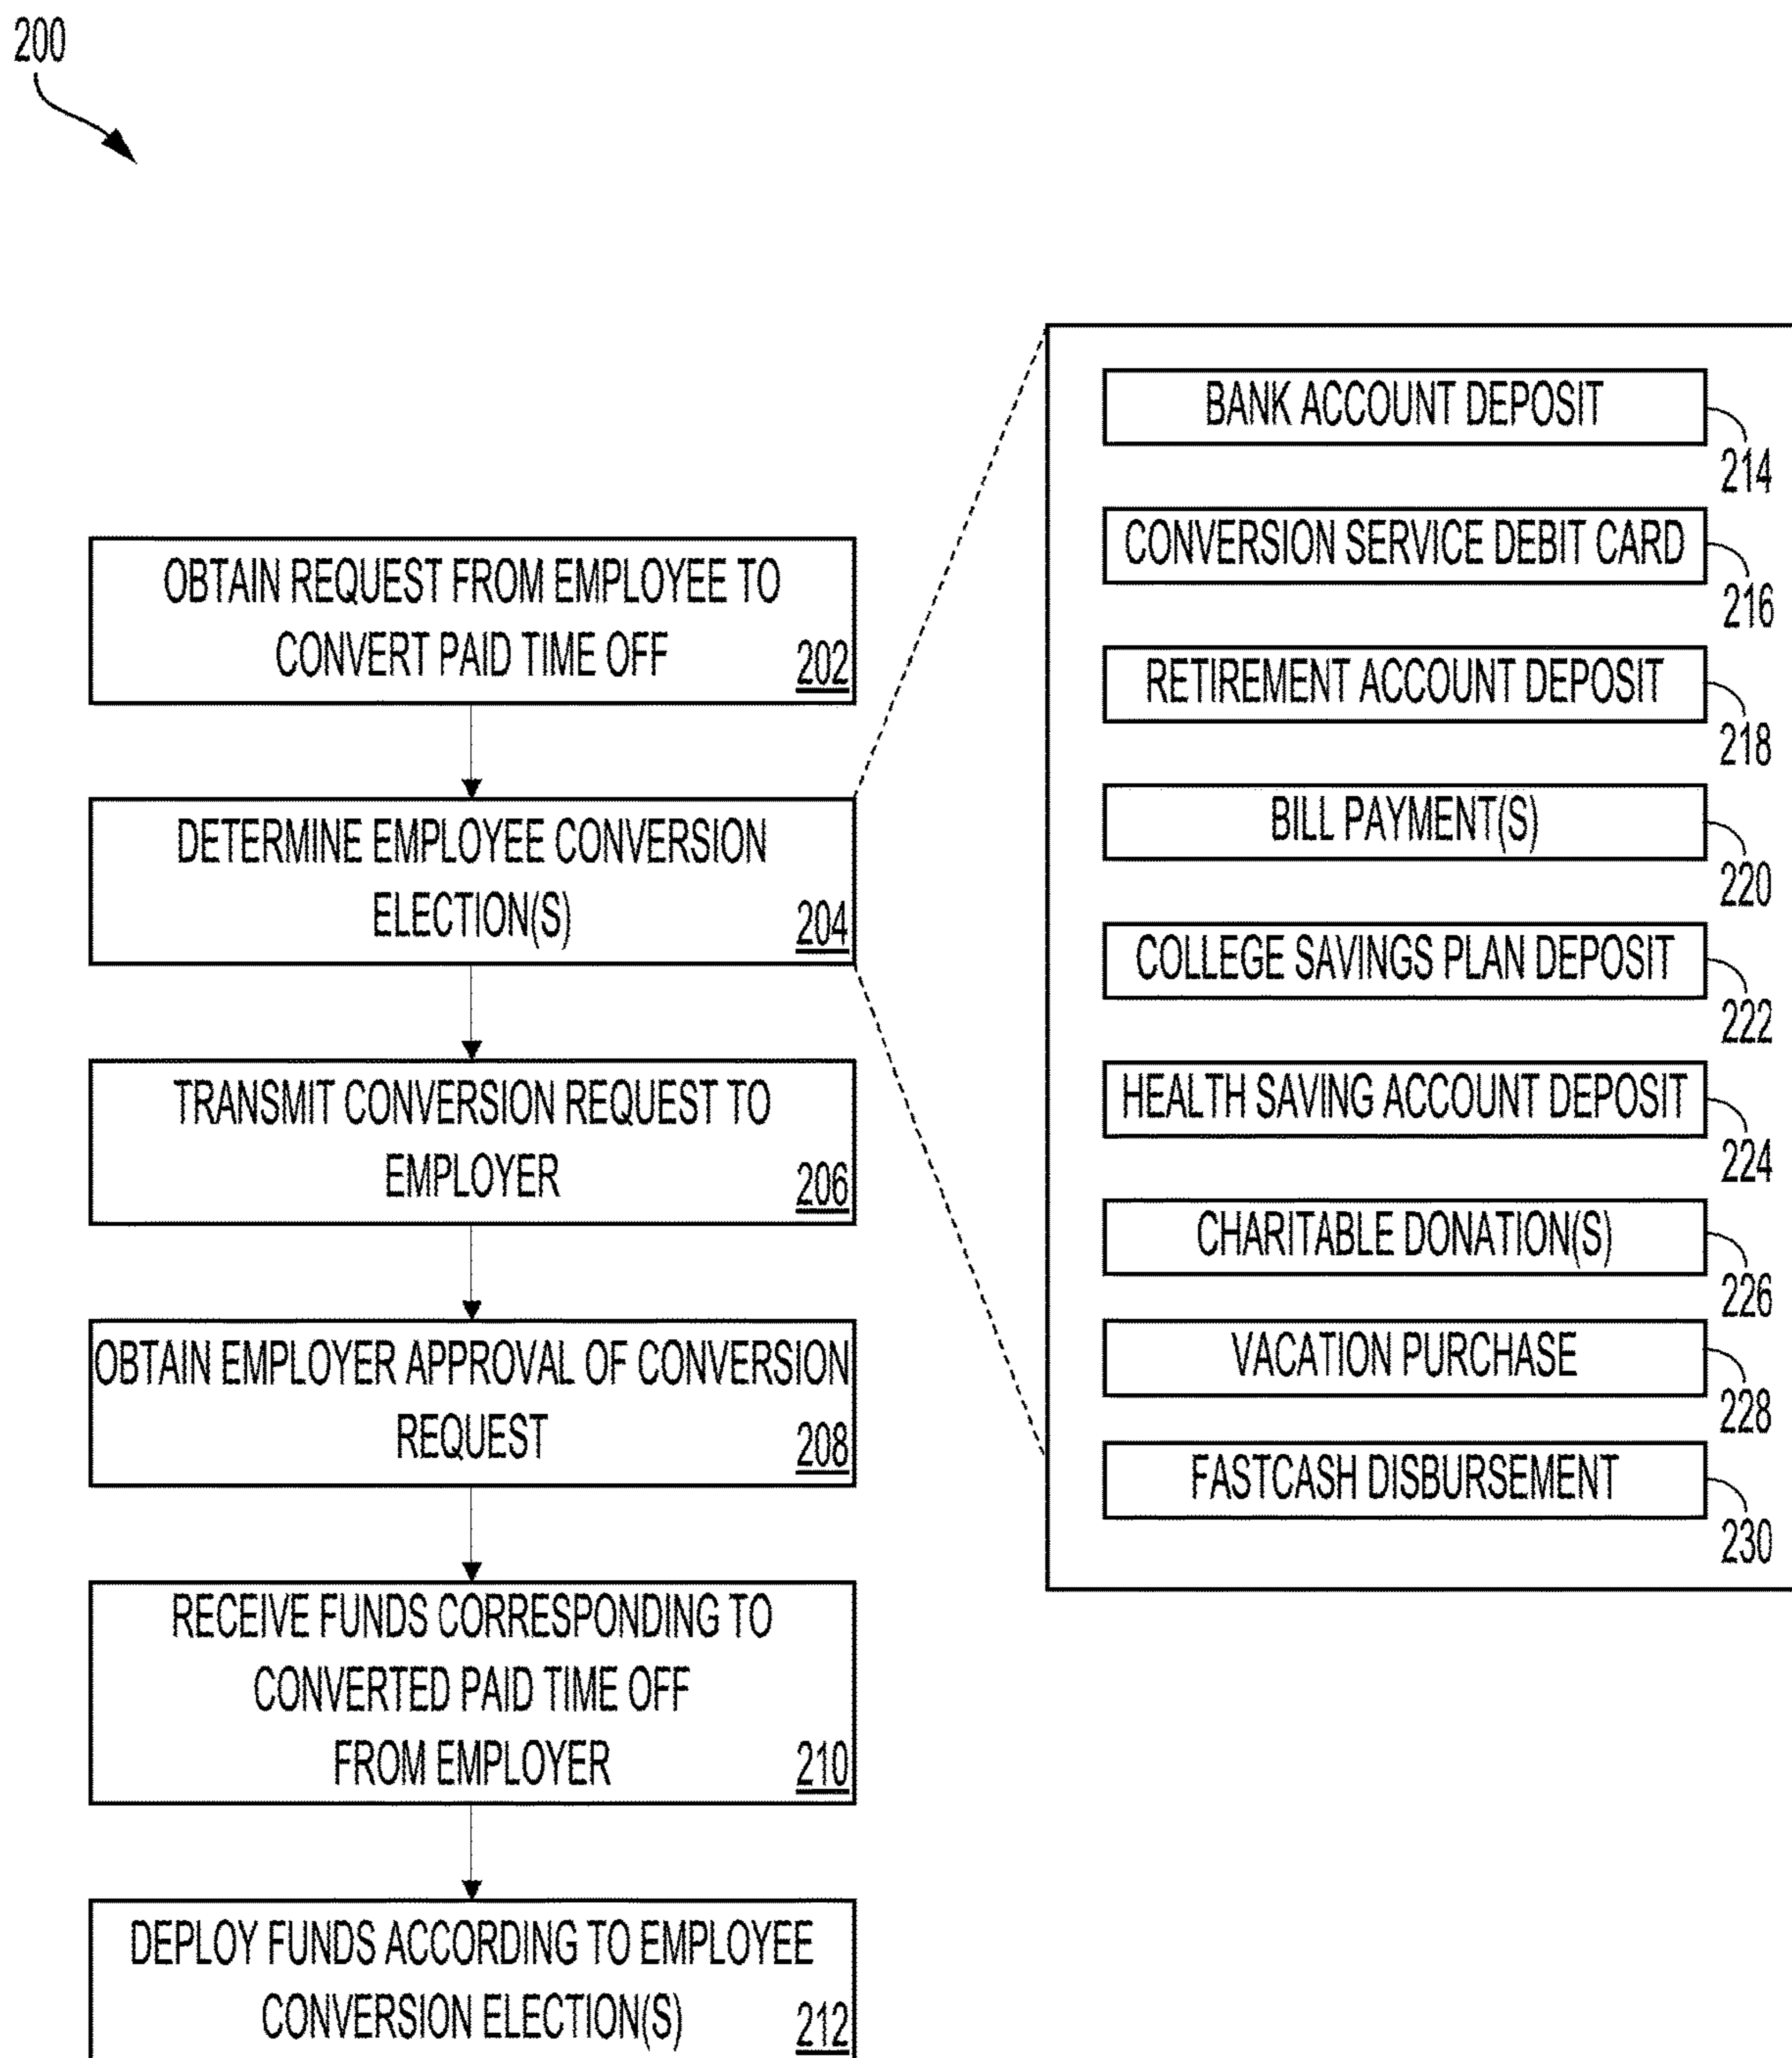 200
OBTAIN REQUEST FROM EMPLOYEE TO
CONVERT PAID TIME OFF
202
DETERMINE EMPLOYEE CONVERSION
ELECTION(S)
204
TRANSMIT CONVERSION REQUEST TO
EMPLOYER
206
OBTAIN EMPLOYER APPROVAL OF CONVERSION
REQUEST
208
RECEIVE FUNDS CORRESPONDING TO
CONVERTED PAID TIME OFF
FROM EMPLOYER
210
DEPLOY FUNDS ACCORDING TO EMPLOYEE
CONVERSION ELECTION(S)
212
BANK ACCOUNT DEPOSIT
214
CONVERSION SERVICE DEBIT CARD
216
RETIREMENT ACCOUNT DEPOSIT
218
BILL PAYMENT(S)
220
COLLEGE SAVINGS PLAN DEPOSIT
222
HEALTH SAVING ACCOUNT DEPOSIT
224
CHARITABLE DONATION(S)
226
VACATION PURCHASE
228
FASTCASH DISBURSEMENT
230